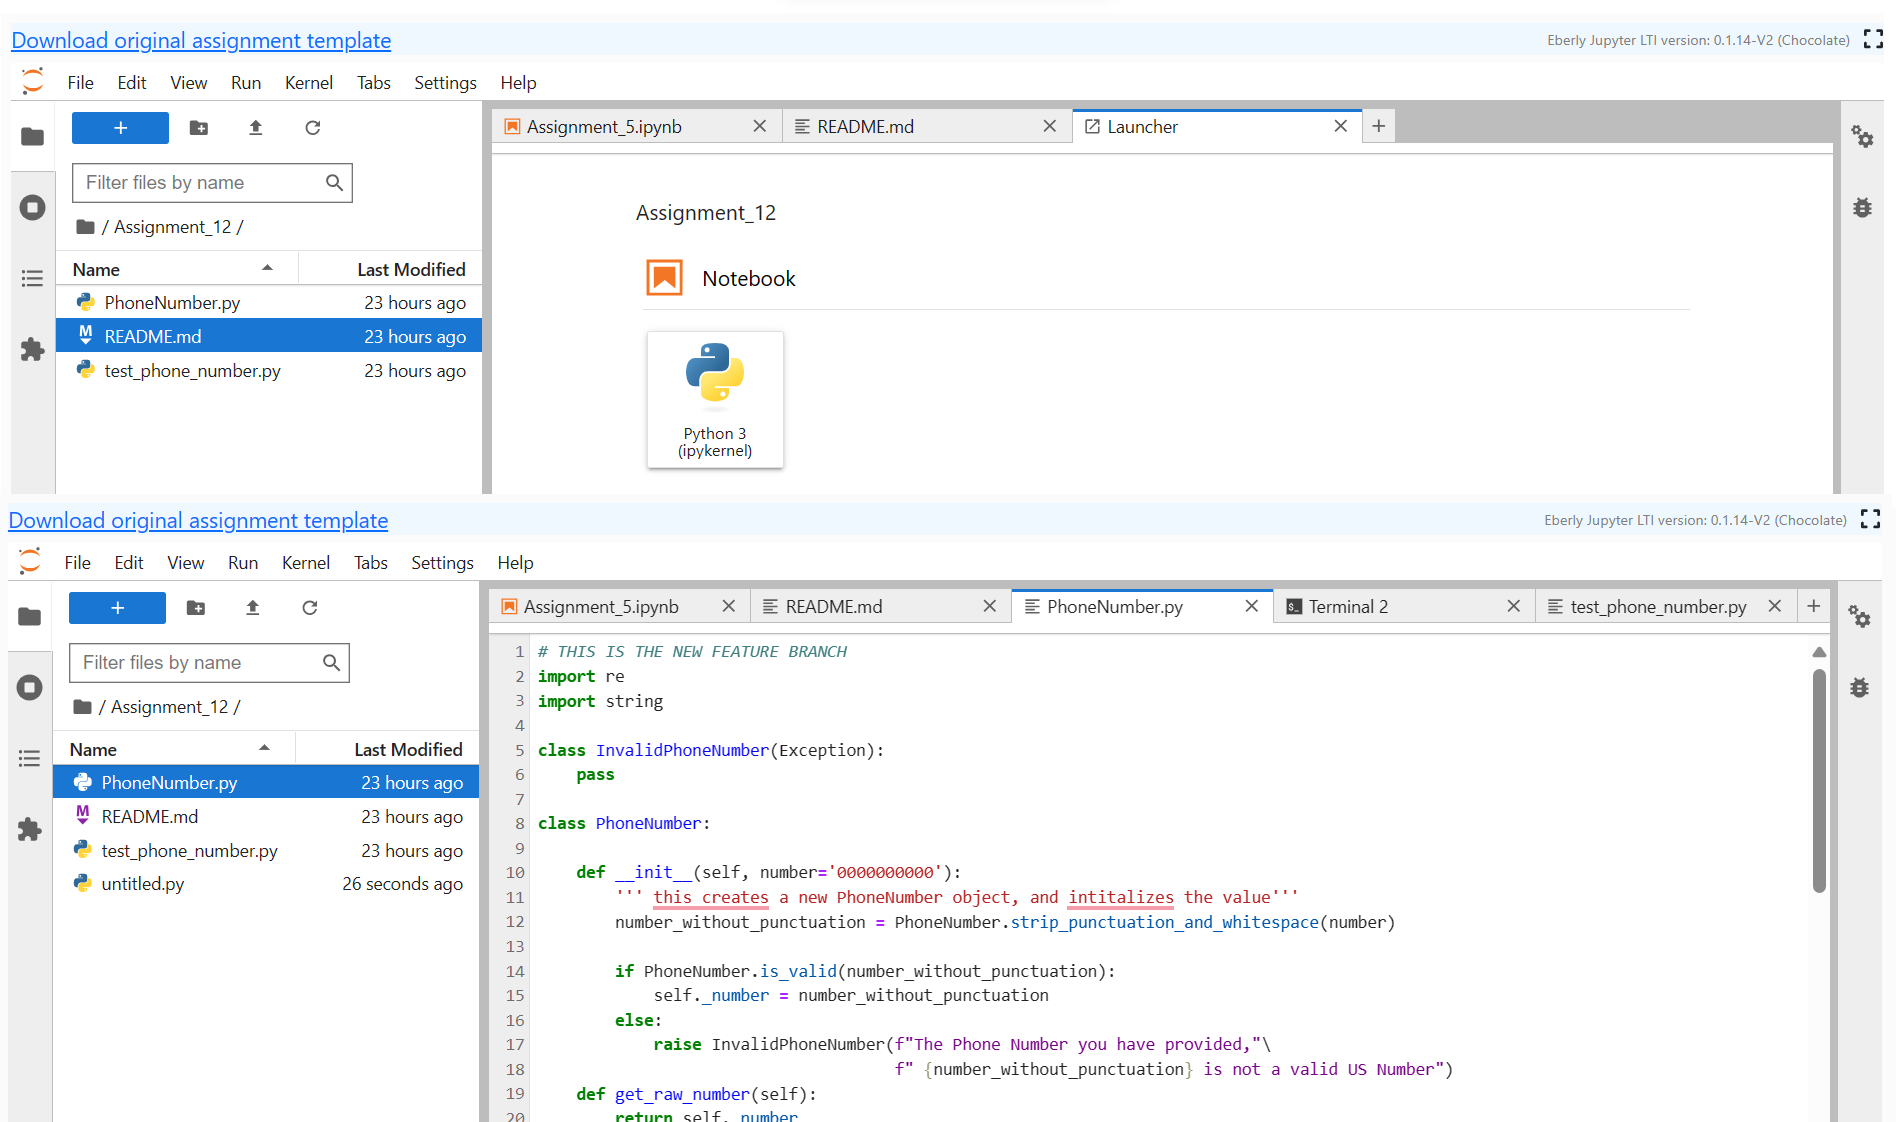 Download original assignment template
Eberly Jupyter LTI version: 0.1.14-V2 (Chocolate)
File Edit View Run Kernel Tabs Settings Help
+
Assignment_5.ipynb
README.md
Launcher
Filter files by name
/ Assignment_12 /
Name Last Modified
PhoneNumber.py 23 hours ago
README.md 23 hours ago
test_phone_number.py 23 hours ago
Assignment_12
Notebook
Python 3
(ipykernel)
Download original assignment template
Eberly Jupyter LTI version: 0.1.14-V2 (Chocolate)
File Edit View Run Kernel Tabs Settings Help
+
Assignment_5.ipynb
README.md
PhoneNumber.py
Terminal 2
test_phone_number.py
Filter files by name
/ Assignment_12 /
Name Last Modified
PhoneNumber.py 23 hours ago
README.md 23 hours ago
test_phone_number.py 23 hours ago
untitled.py 26 seconds ago
1 # THIS IS THE NEW FEATURE BRANCH
2 import re
3 import string
4
5 class InvalidPhoneNumber(Exception):
6     pass
7
8 class PhoneNumber:
9
10     def __init__(self, number='0000000000'):
11         ''' this creates a new PhoneNumber object, and intitalizes the value'''
12         number_without_punctuation = PhoneNumber.strip_punctuation_and_whitespace(number)
13
14         if PhoneNumber.is_valid(number_without_punctuation):
15             self._number = number_without_punctuation
16         else:
17             raise InvalidPhoneNumber(f"The Phone Number you have provided,"\
18                                      f" {number_without_punctuation} is not a valid US Number")
19     def get_raw_number(self):
20         return self._number